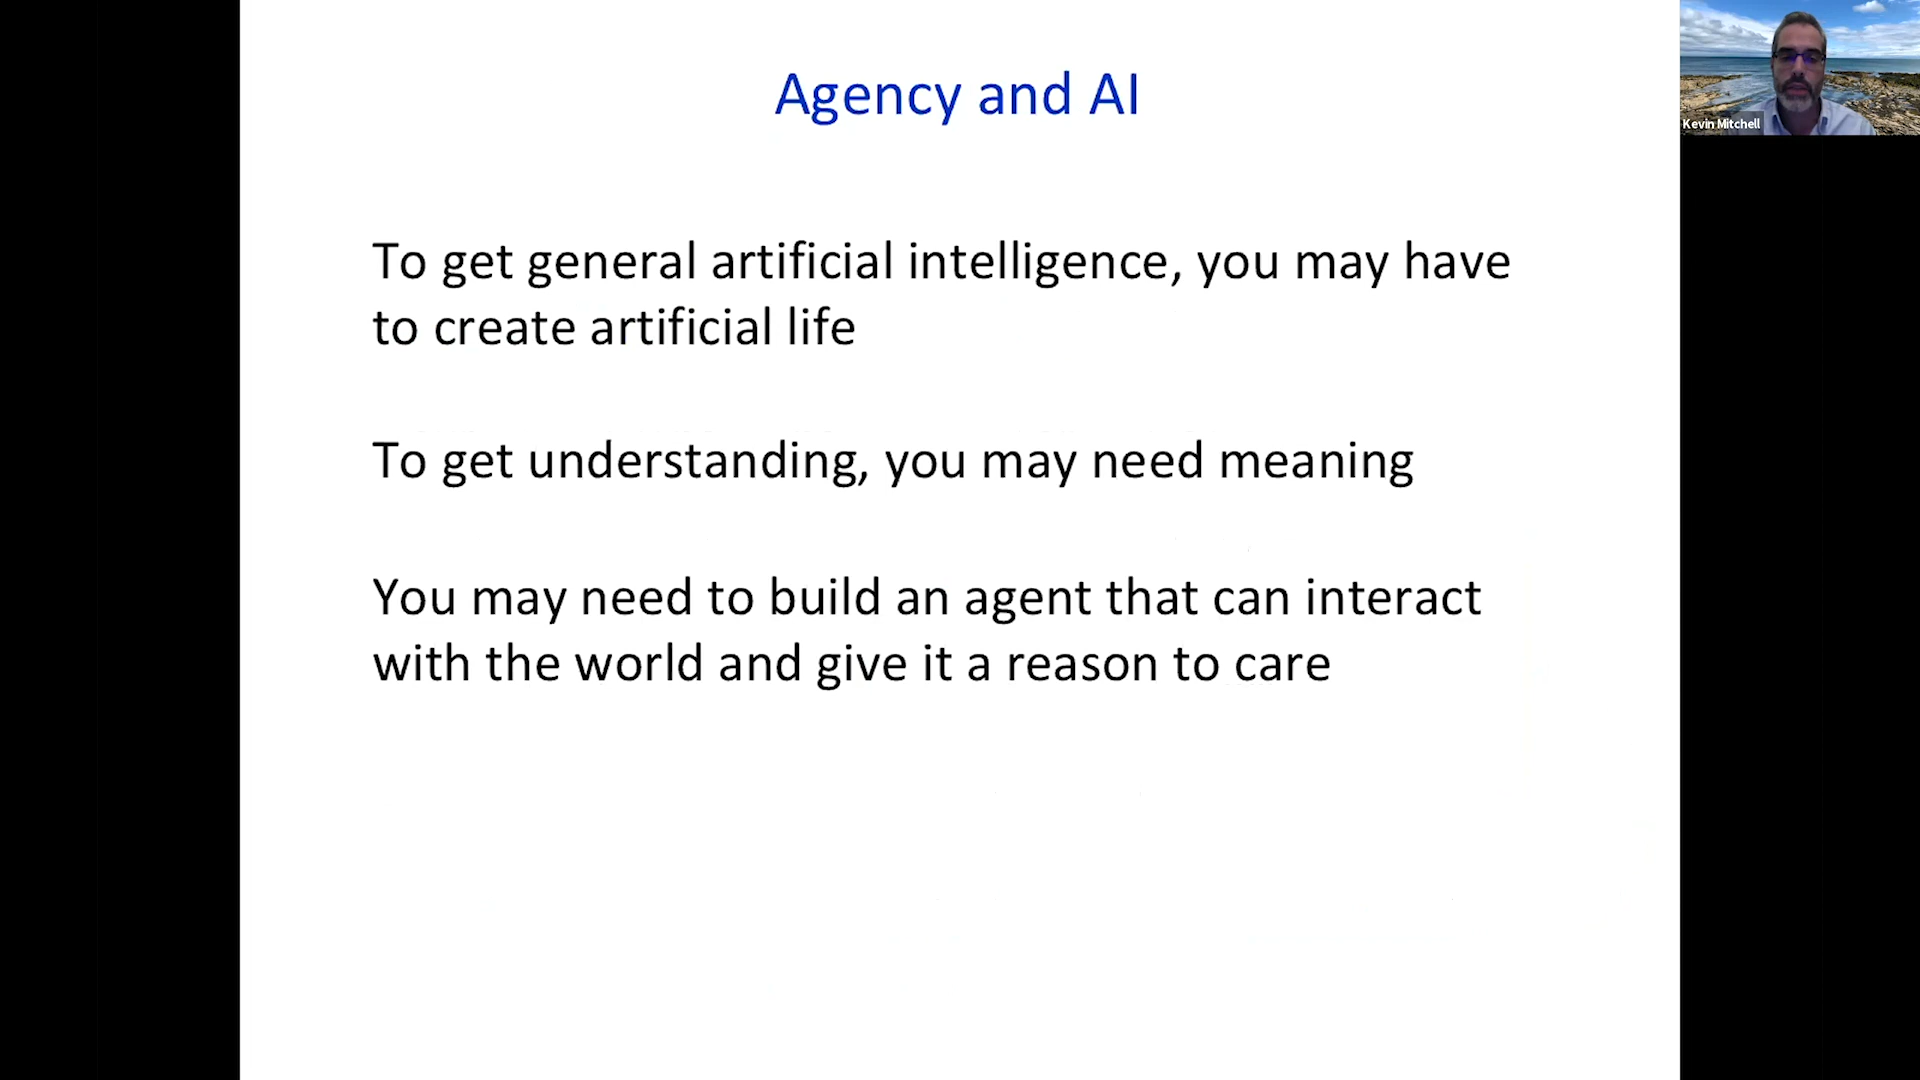 Agency and AI
Kevin Mitchell
To get general artificial intelligence, you may have
to create artificial life
To get understanding, you may need meaning
You may need to build an agent that can interact
with the world and give it a reason to care